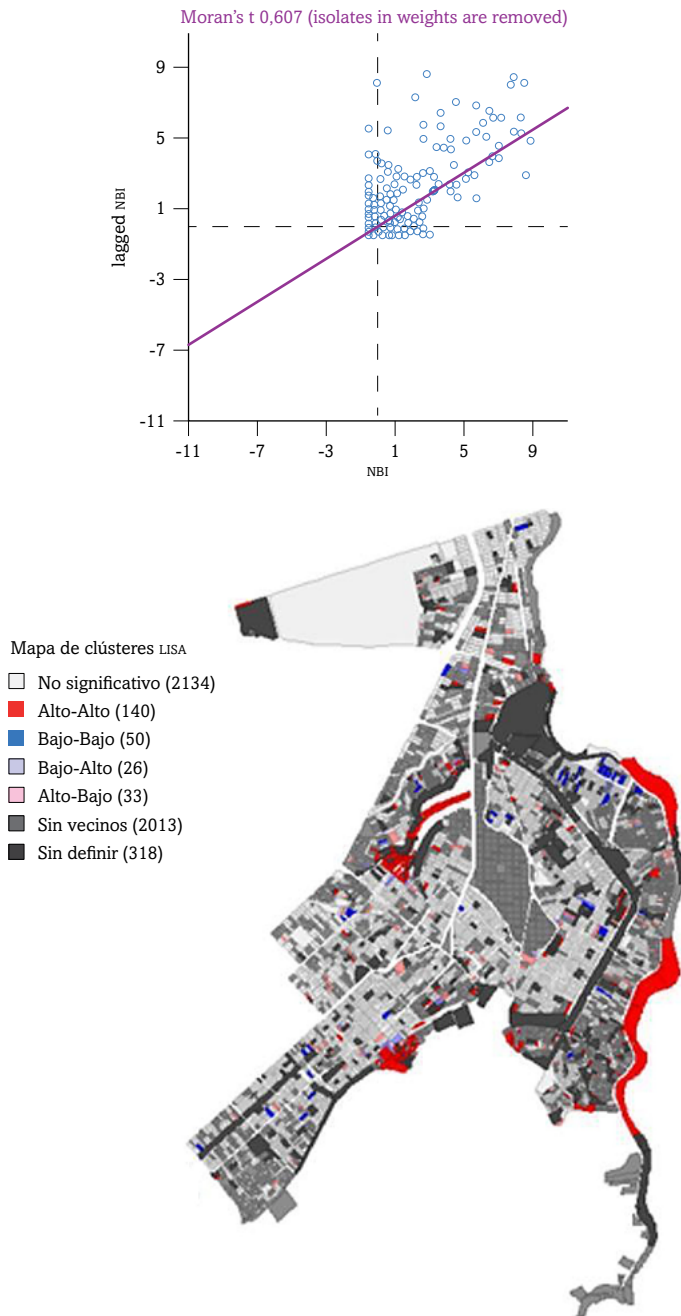 Moran's t 0,607 (isolates in weights are removed)
9
5
1
-3
-7
-11
lagged NBI
-11 -7 -3 1 5 9
NBI
Mapa de clústeres LISA
No significativo (2134)
Alto-Alto (140)
Bajo-Bajo (50)
Bajo-Alto (26)
Alto-Bajo (33)
Sin vecinos (2013)
Sin definir (318)